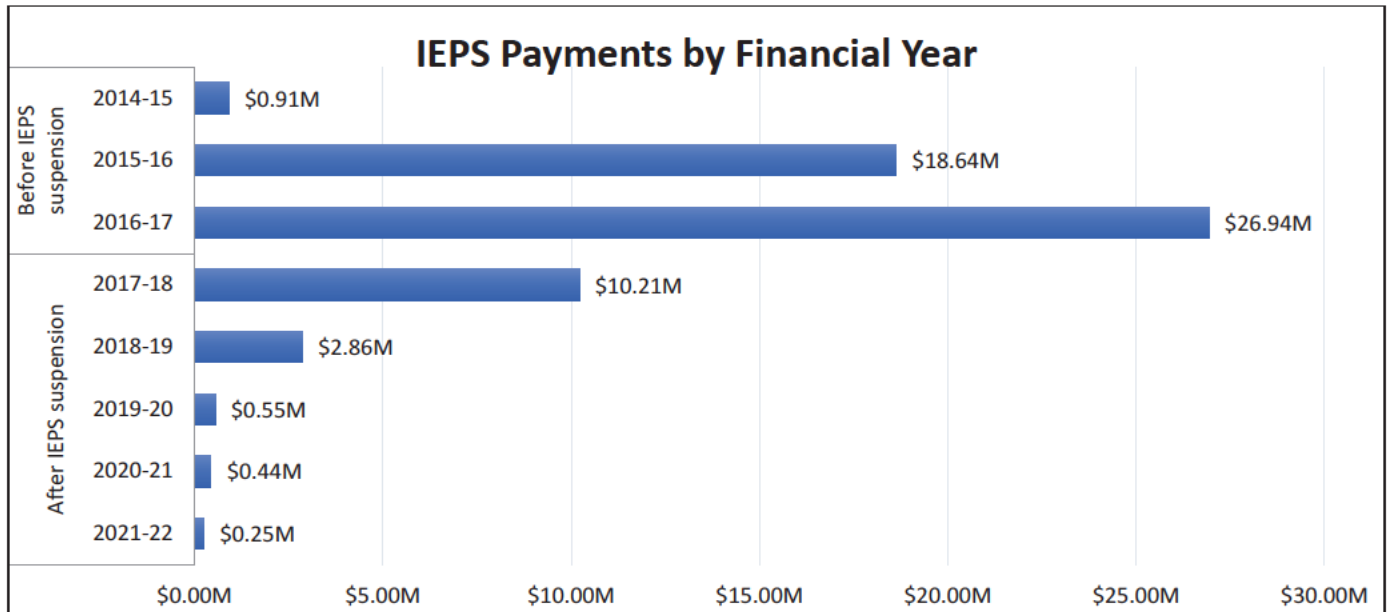 IEPS Payments by Financial Year
Before IEPS
suspension
2014-15 $0.91M
2015-16 $18.64M
2016-17 $26.94M
After IEPS suspension
2017-18 $10.21M
2018-19 $2.86M
2019-20 $0.55M
2020-21 $0.44M
2021-22 $0.25M
$0.00M $5.00M $10.00M $15.00M $20.00M $25.00M $30.00M